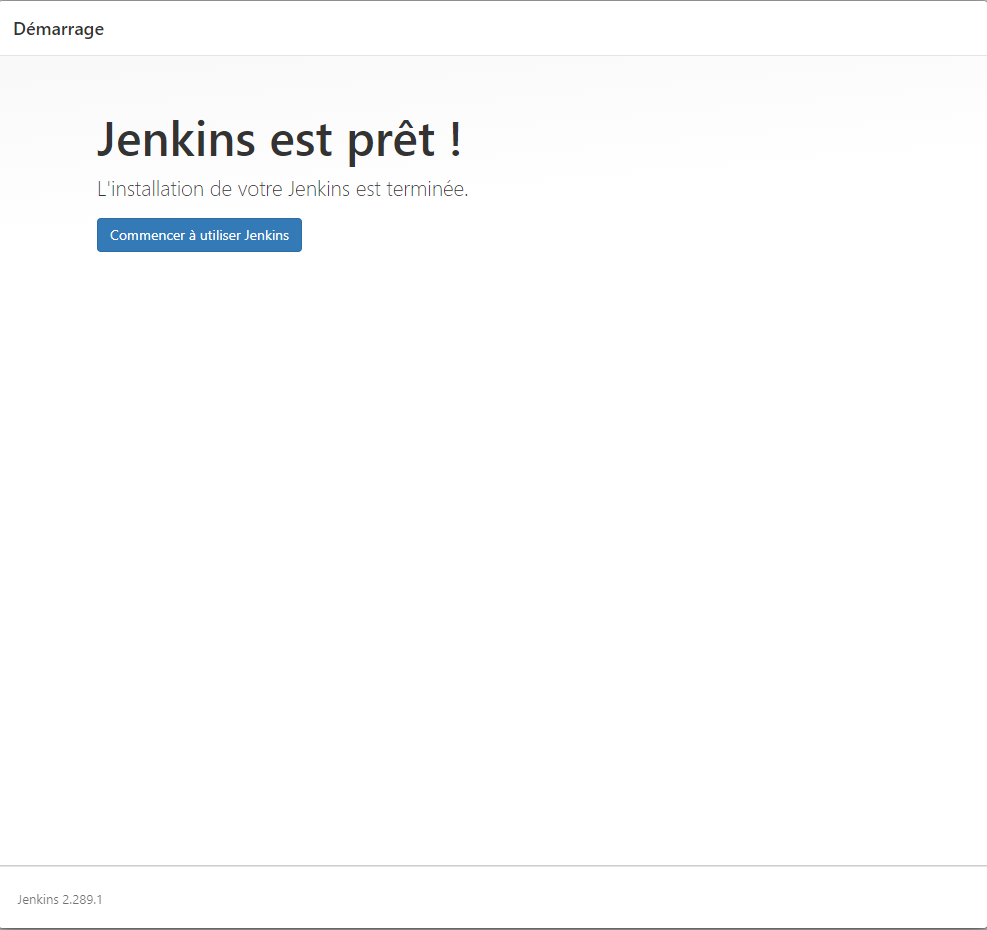 Démarrage
Jenkins est prêt !
L'installation de votre Jenkins est terminée.
Commencer à utiliser Jenkins
Jenkins 2.289.1